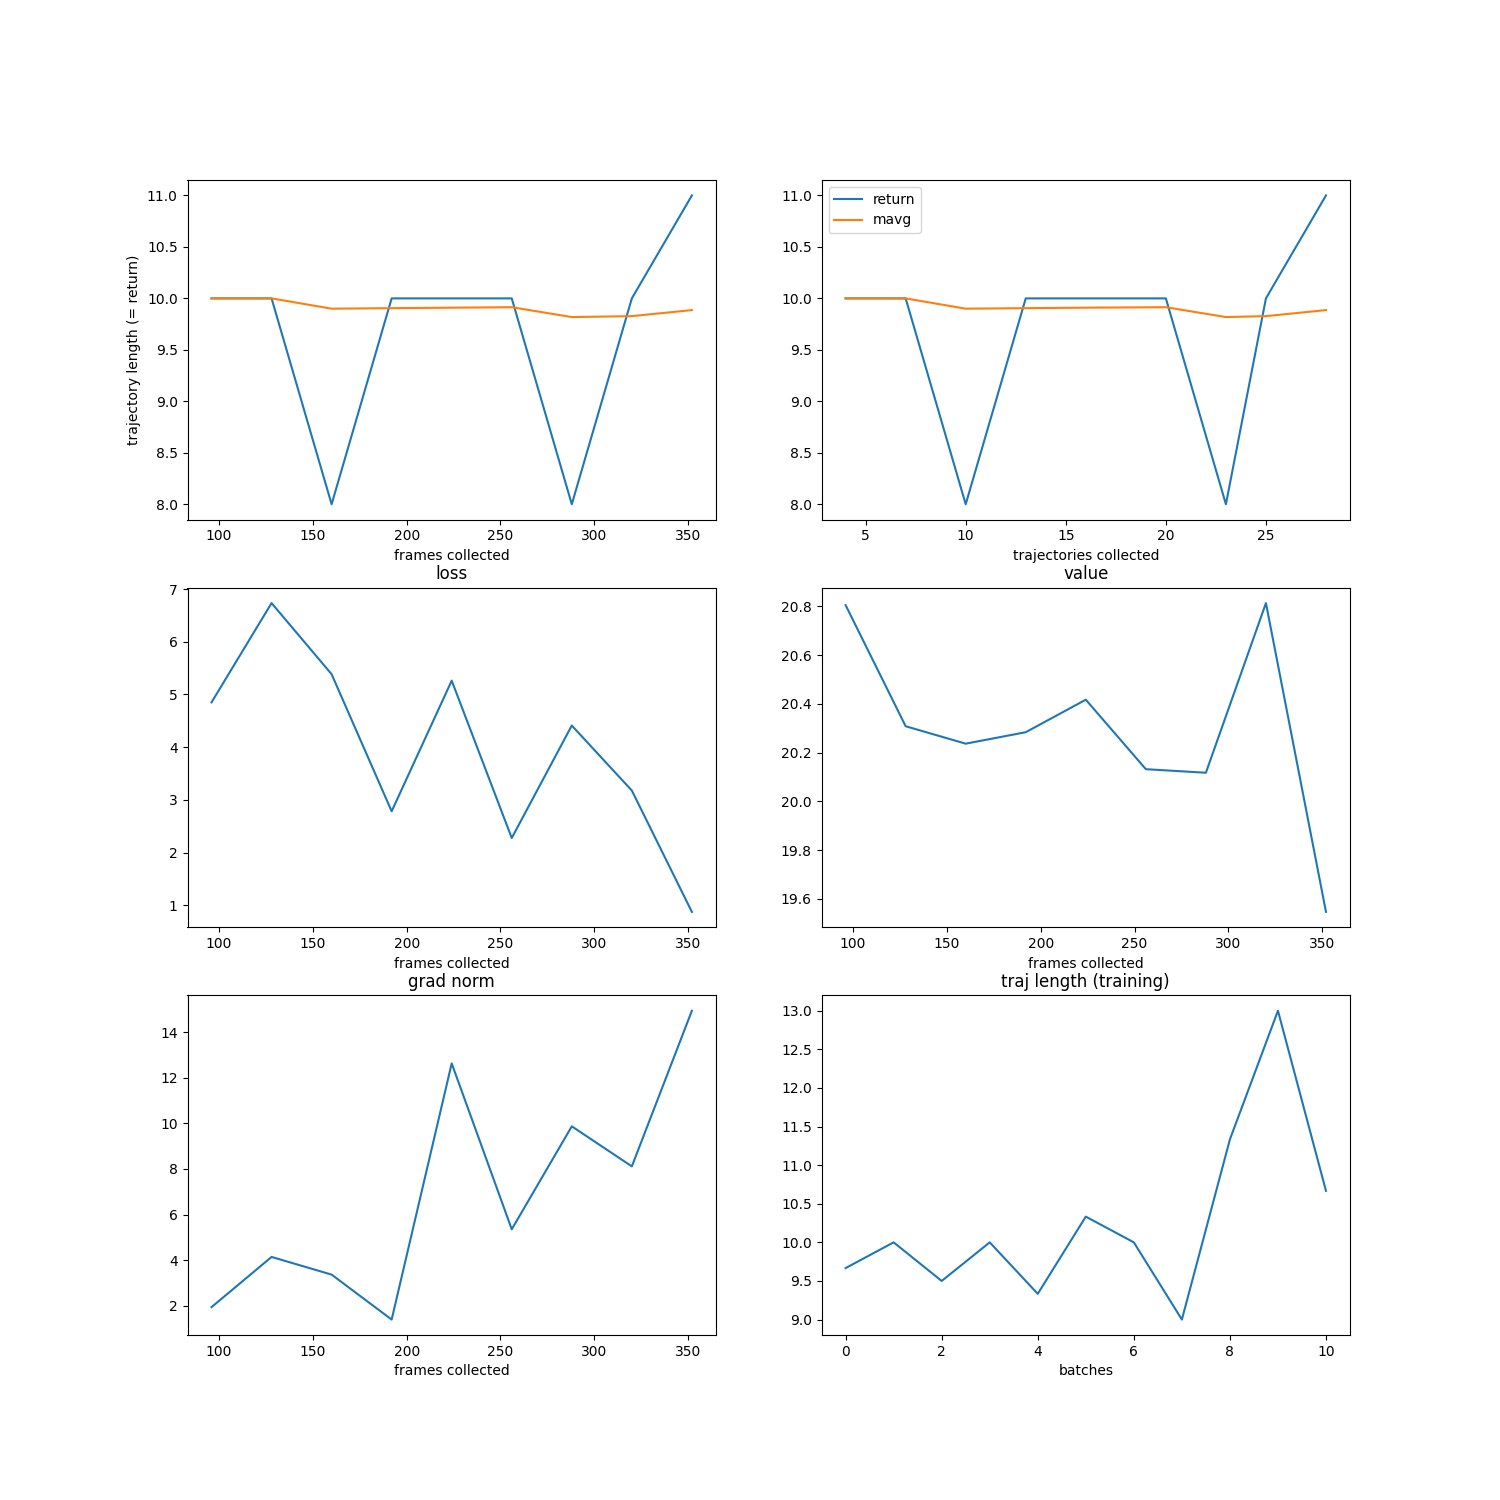 trajectory length (= return)
11.0
10.5
10.0
9.5
9.0
8.5
8.0
100 150 200 250 300 350
frames collected
return
mavg
11.0
10.5
10.0
9.5
9.0
8.5
8.0
5 10 15 20 25
trajectories collected
loss
7
6
5
4
3
2
1
100 150 200 250 300 350
frames collected
value
20.8
20.6
20.4
20.2
20.0
19.8
19.6
100 150 200 250 300 350
frames collected
grad norm
14
12
10
8
6
4
2
100 150 200 250 300 350
frames collected
traj length (training)
13.0
12.5
12.0
11.5
11.0
10.5
10.0
9.5
9.0
0 2 4 6 8 10
batches